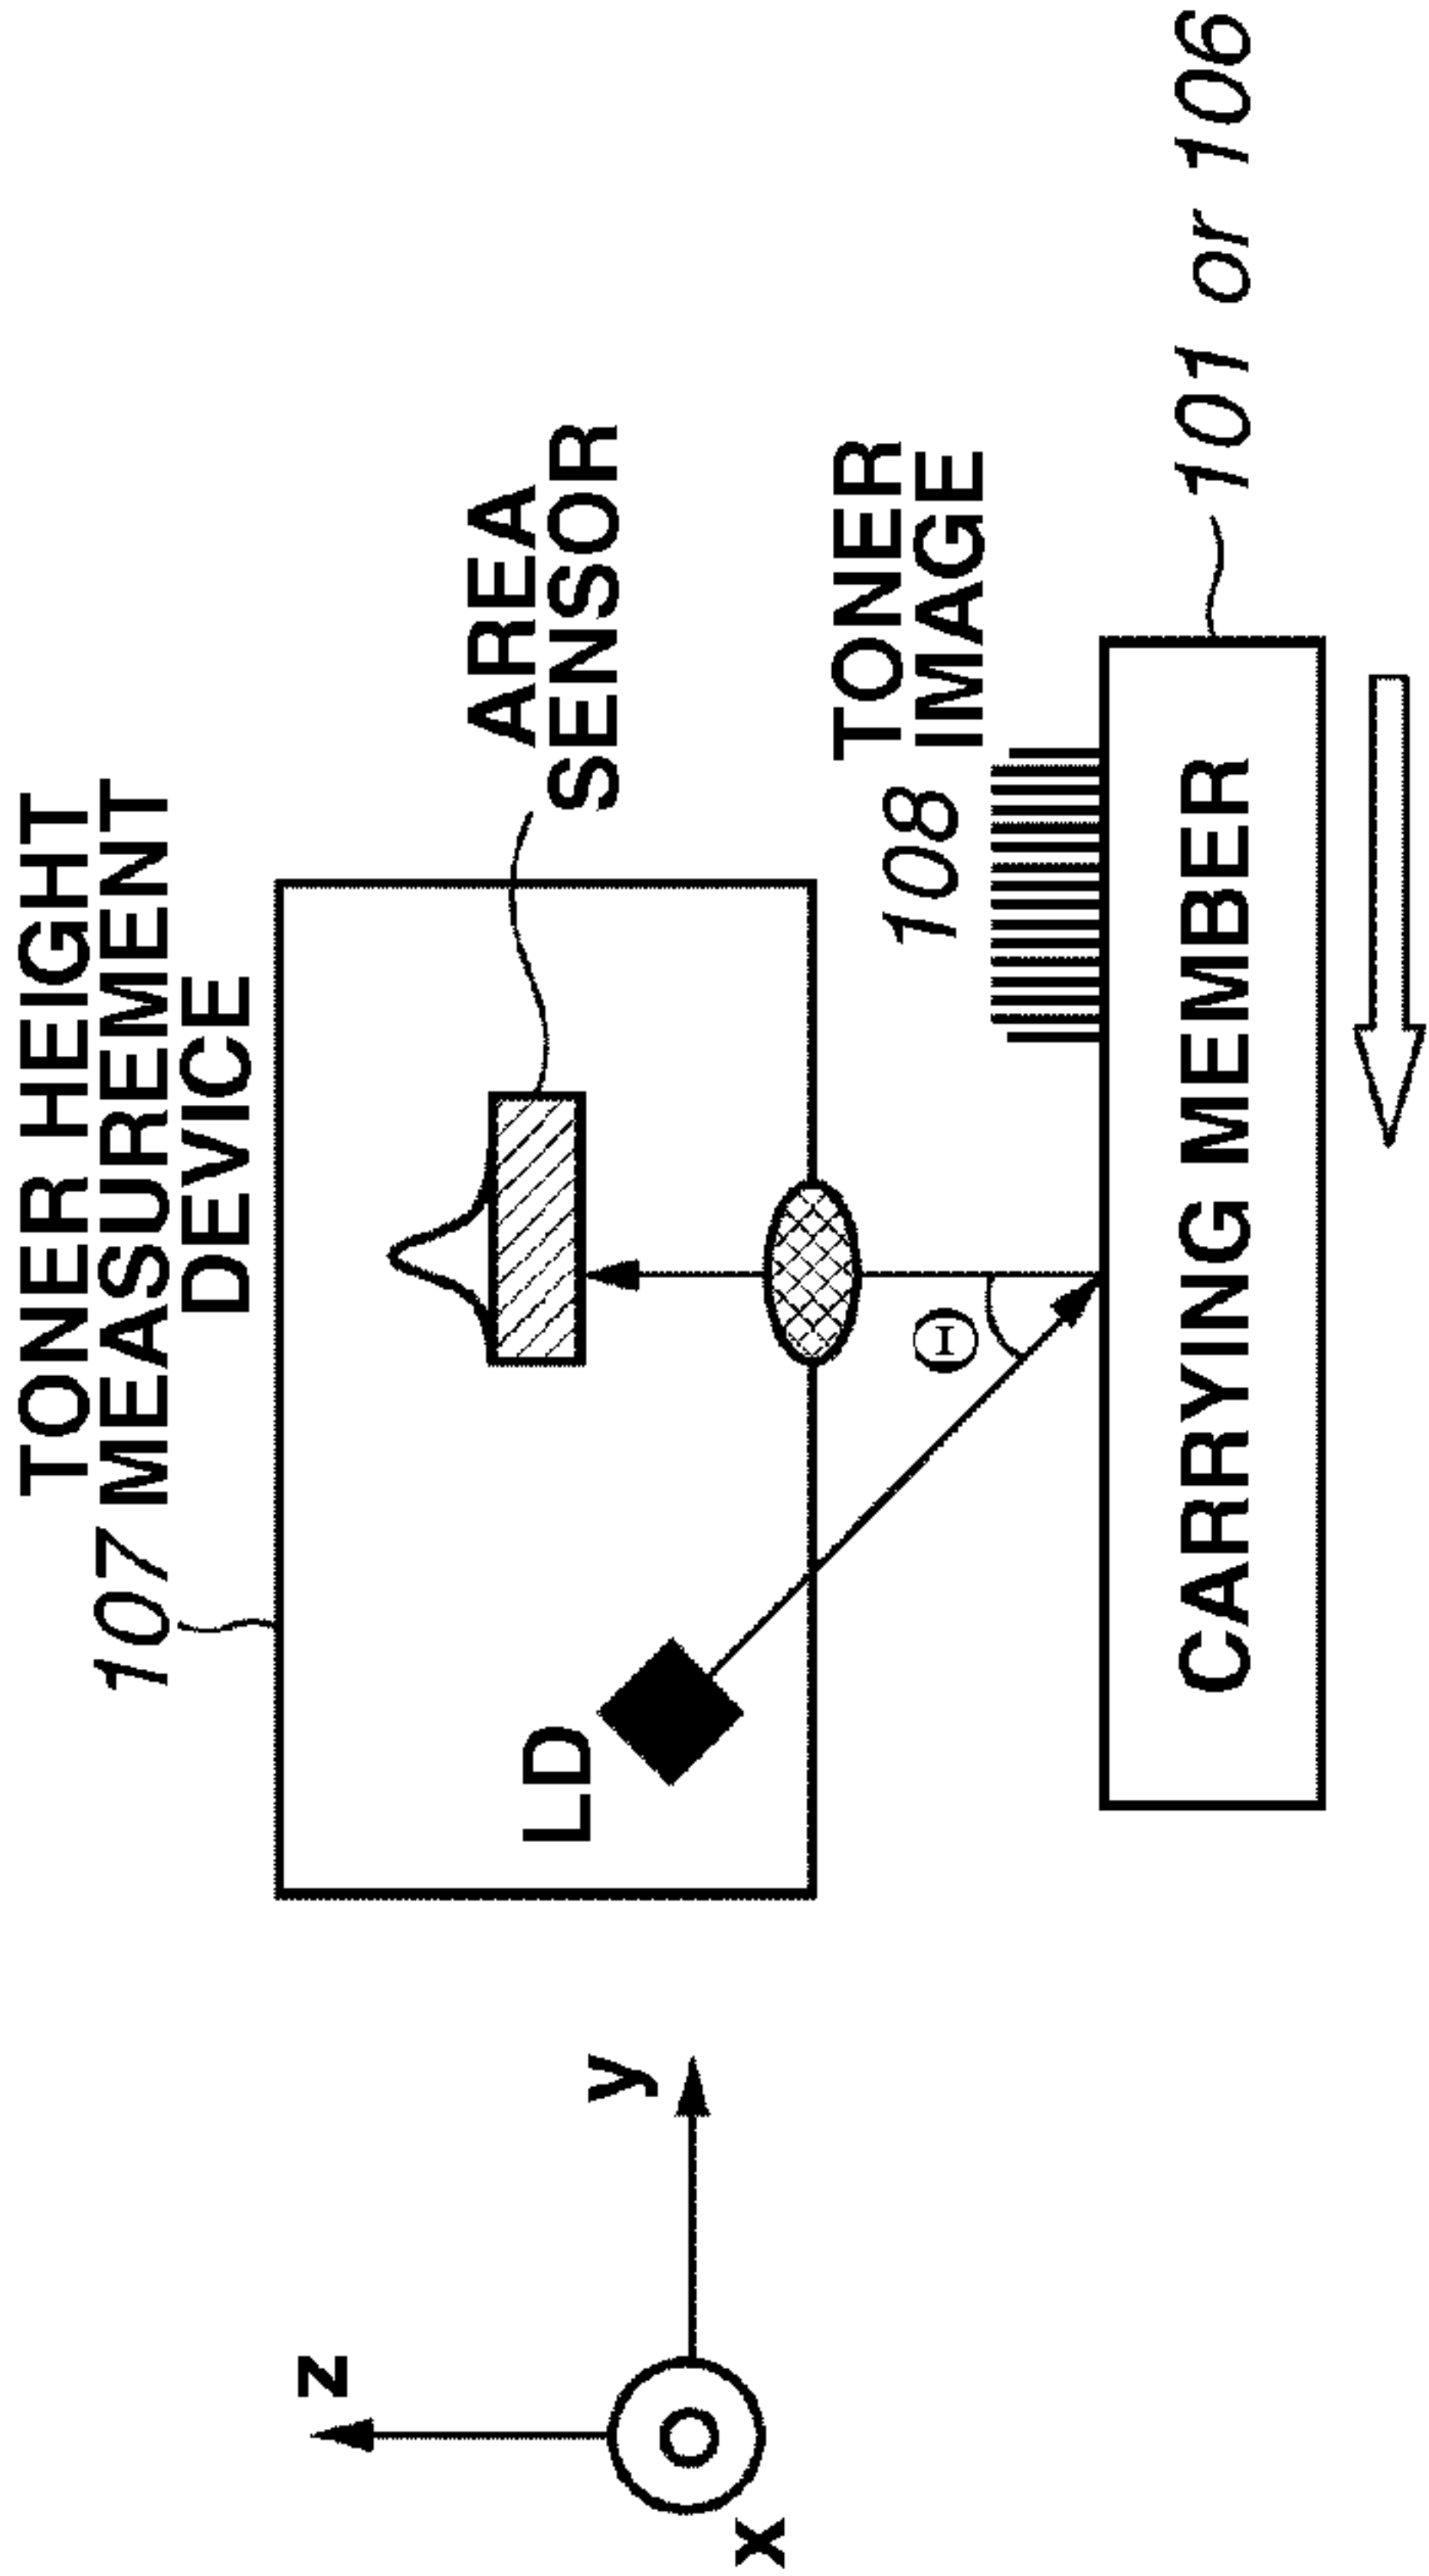 TONER HEIGHT
107 MEASUREMENT
DEVICE
AREA
SENSOR
LD
z
y
x
Θ
TONER
108 IMAGE
CARRYING MEMBER
101 or 106